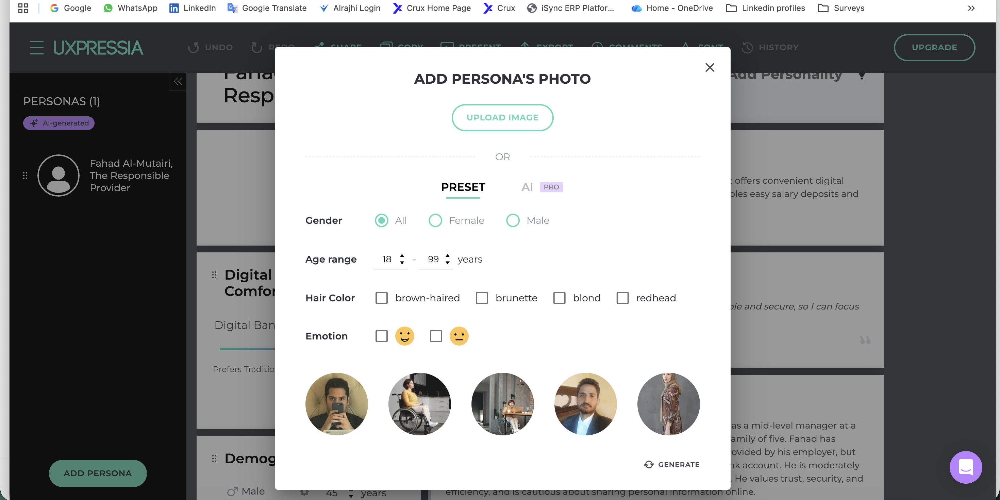 Google WhatsApp LinkedIn Google Translate Alrajhi Login Crux Home Page Crux iSync ERP Platfor... Home - OneDrive Linkedin profiles Surveys
UXPRESSIA UNDO REDO SHARE COPY PRESENT EXPORT COMMENTS FONT HISTORY UPGRADE
PERSONAS (1)
AI-generated
Fahad Al-Mutairi,
The Responsible
Provider
ADD PERSONA
Resp
Add Personality
ADD PERSONA'S PHOTO
UPLOAD IMAGE
OR
PRESET AI PRO
Gender All Female Male
Age range 18 - 99 years
Hair Color brown-haired brunette blond redhead
Emotion
GENERATE
Digital
Comfor
Digital Ban
Prefers Traditio
Demog
Male 45 years
t offers convenient digital
bles easy salary deposits and
ble and secure, so I can focus
as a mid-level manager at a
family of five. Fahad has
rovided by his employer, but
nk account. He is moderately
. He values trust, security, and
efficiency, and is cautious about sharing personal information online.